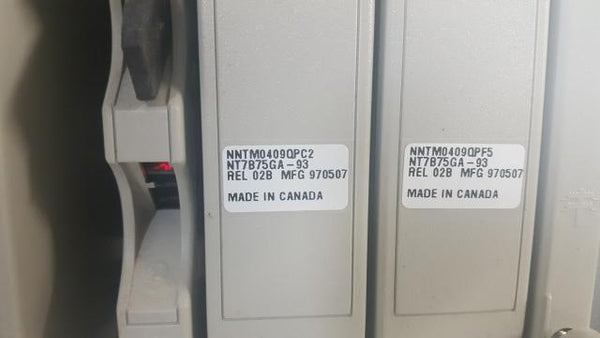 NNTM0409QPC2
NT7B75GA-93
REL 02B MFG 970507
MADE IN CANADA
NNTM0409QPF5
NT7B75GA-93
REL 02B MFG 970507
MADE IN CANADA